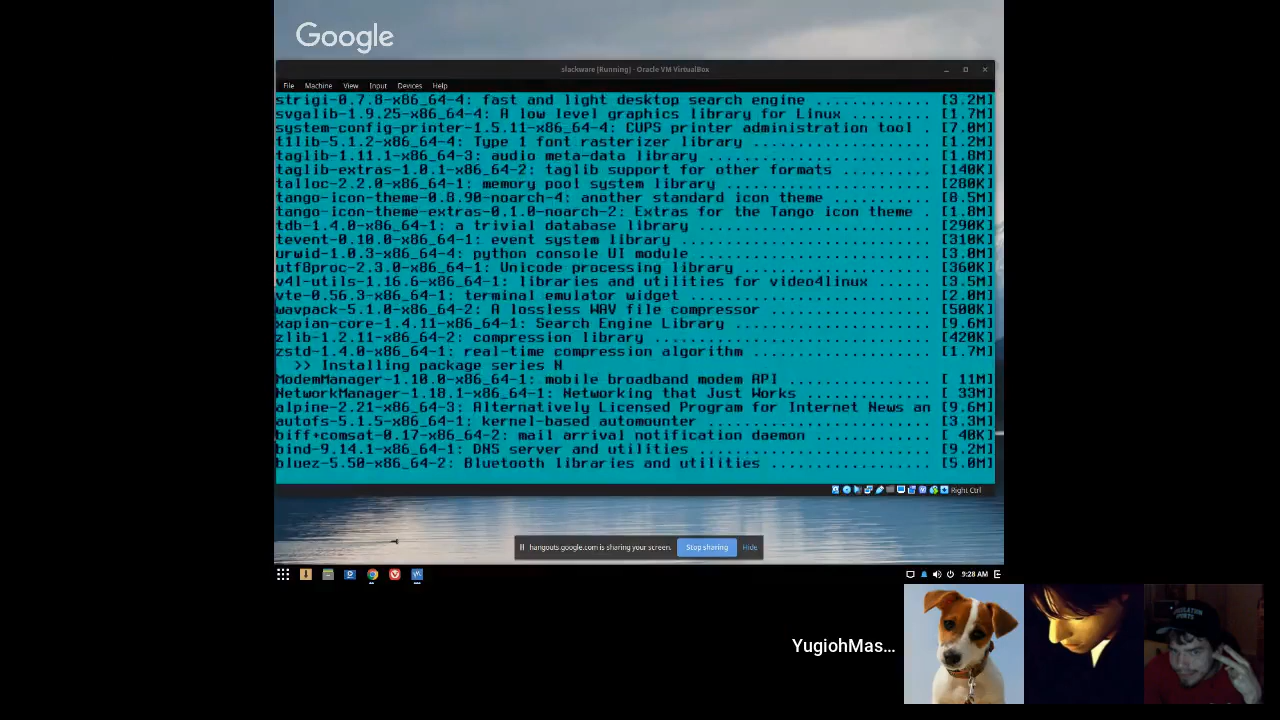 Google
slackware [Running] - Oracle VM VirtualBox
File Machine View Input Devices Help
strigi-0.7.8-x86_64-4: fast and light desktop search engine ............. [3.2M]
svgalib-1.9.25-x86_64-4: A low level graphics library for Linux ......... [1.7M]
system-config-printer-1.5.11-x86_64-4: CUPS printer administration tool . [7.0M]
t1lib-5.1.2-x86_64-4: Type 1 font rasterizer library .................... [1.2M]
taglib-1.11.1-x86_64-3: audio meta-data library ......................... [1.8M]
taglib-extras-1.0.1-x86_64-2: taglib support for other formats .......... [140K]
talloc-2.2.0-x86_64-1: memory pool system library ....................... [280K]
tango-icon-theme-0.8.90-noarch-4: another standard icon theme ........... [8.5M]
tango-icon-theme-extras-0.1.0-noarch-2: Extras for the Tango icon theme . [1.8M]
tdb-1.4.0-x86_64-1: a trivial database library .......................... [290K]
tevent-0.10.0-x86_64-1: event system library ............................ [310K]
urwid-1.0.3-x86_64-4: python console UI module .......................... [3.0M]
utf8proc-2.3.0-x86_64-1: Unicode processing library ..................... [360K]
v4l-utils-1.16.6-x86_64-1: libraries and utilities for video4linux ...... [3.5M]
vte-0.56.3-x86_64-1: terminal emulator widget ........................... [2.0M]
wavpack-5.1.0-x86_64-2: A lossless WAV file compressor .................. [500K]
xapian-core-1.4.11-x86_64-1: Search Engine Library ...................... [9.6M]
zlib-1.2.11-x86_64-2: compression library ............................... [420K]
zstd-1.4.0-x86_64-1: real-time compression algorithm .................... [1.7M]
>> Installing package series N
ModemManager-1.10.0-x86_64-1: mobile broadband modem API ................ [ 11M]
NetworkManager-1.18.1-x86_64-1: Networking that Just Works .............. [ 33M]
alpine-2.21-x86_64-3: Alternatively Licensed Program for Internet News an [9.6M]
autofs-5.1.5-x86_64-1: kernel-based automounter ......................... [3.3M]
biff+comsat-0.17-x86_64-2: mail arrival notification daemon ............. [ 40K]
bind-9.14.1-x86_64-1: DNS server and utilities .......................... [9.2M]
bluez-5.50-x86_64-2: Bluetooth libraries and utilities .................. [5.0M]
Right Ctrl
hangouts.google.com is sharing your screen. Stop sharing Hide
9:28 AM
YugiohMas...